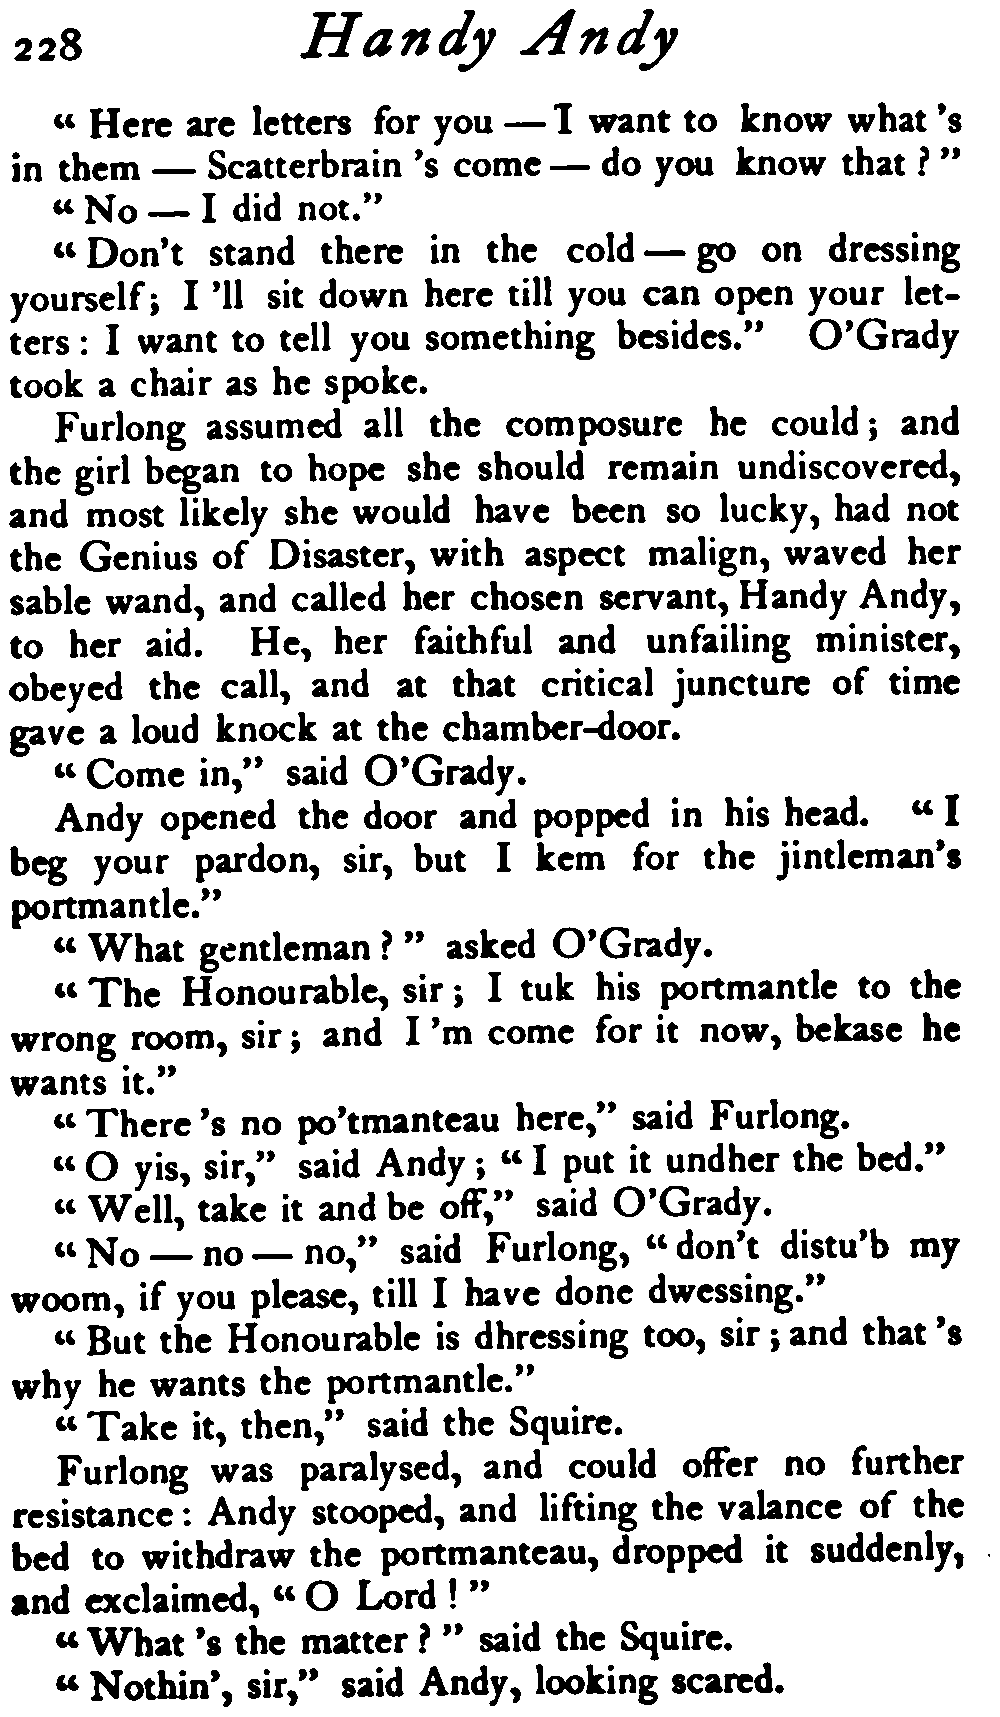 228 Handy Andy
“ Here are letters for you — I want to know what 's
in them — Scatterbrain 's come — do you know that ? ”
“ No — I did not.”
“ Don't stand there in the cold — go on dressing
yourself ; I 'll sit down here till you can open your let-
ters : I want to tell you something besides.” O'Grady
took a chair as he spoke.
Furlong assumed all the composure he could ; and
the girl began to hope she should remain undiscovered,
and most likely she would have been so lucky, had not
the Genius of Disaster, with aspect malign, waved her
sable wand, and called her chosen servant, Handy Andy,
to her aid. He, her faithful and unfailing minister,
obeyed the call, and at that critical juncture of time
gave a loud knock at the chamber-door.
“ Come in,” said O'Grady.
Andy opened the door and popped in his head. “ I
beg your pardon, sir, but I kem for the jintleman's
portmantle.”
“ What gentleman ? ” asked O'Grady.
“ The Honourable, sir ; I tuk his portmantle to the
wrong room, sir ; and I 'm come for it now, bekase he
wants it.”
“ There 's no po'tmanteau here,” said Furlong.
“ O yis, sir,” said Andy ; “ I put it undher the bed.”
“ Well, take it and be off,” said O'Grady.
“ No — no — no,” said Furlong, “ don't distu'b my
woom, if you please, till I have done dwessing.”
“ But the Honourable is dhressing too, sir ; and that 's
why he wants the portmantle.”
“ Take it, then,” said the Squire.
Furlong was paralysed, and could offer no further
resistance : Andy stooped, and lifting the valance of the
bed to withdraw the portmanteau, dropped it suddenly,
and exclaimed, “ O Lord ! ”
“ What 's the matter ? ” said the Squire.
“ Nothin', sir,” said Andy, looking scared.